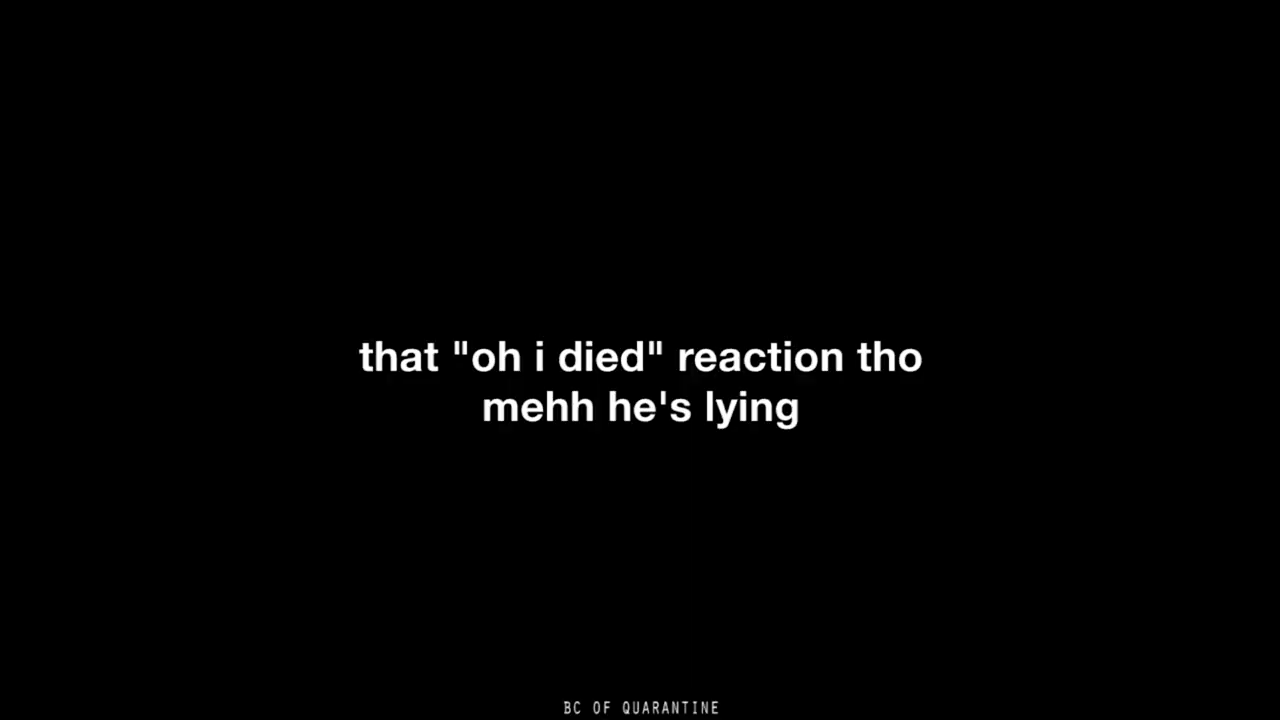 that "oh i died" reaction tho
mehh he's lying
BC OF QUARANTINE